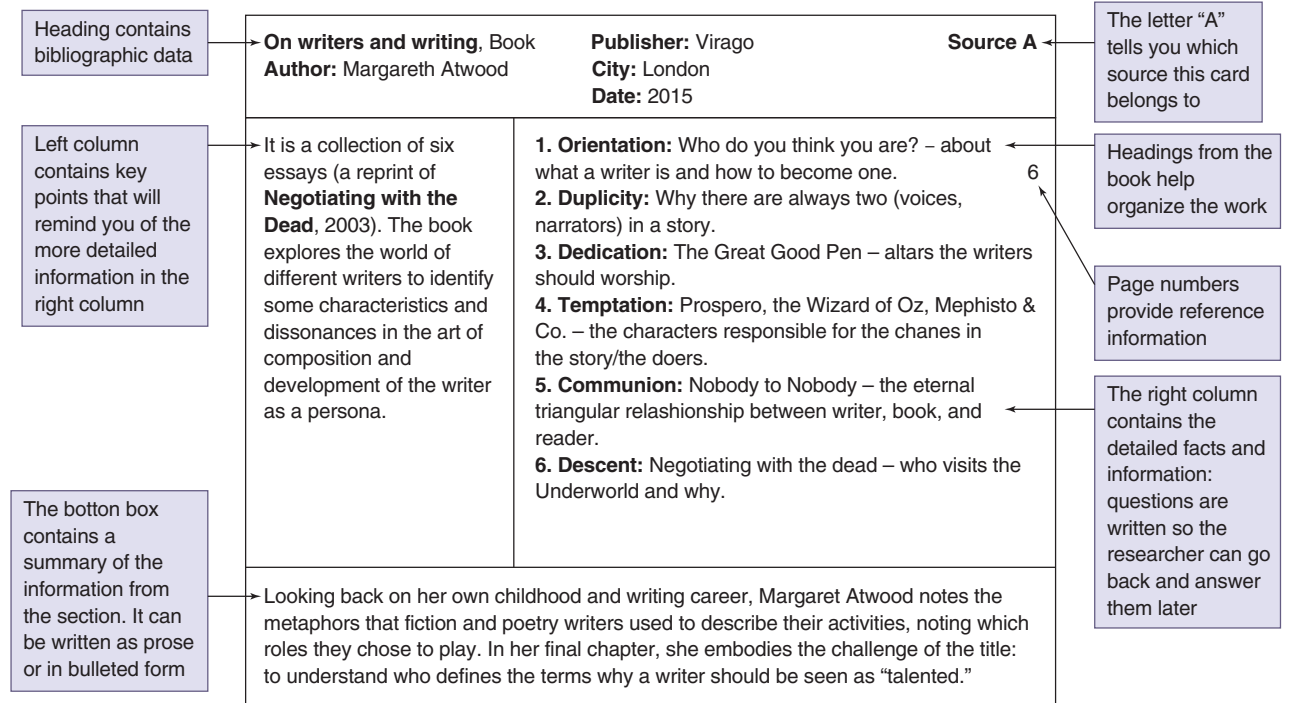 Heading contains
bibliographic data
On writers and writing, Book
Author: Margareth Atwood
Publisher: Virago
City: London
Date: 2015
Source A
The letter “A”
tells you which
source this card
belongs to
Left column
contains key
points that will
remind you of the
more detailed
information in the
right column
It is a collection of six
essays (a reprint of
Negotiating with the
Dead, 2003). The book
explores the world of
different writers to identify
some characteristics and
dissonances in the art of
composition and
development of the writer
as a persona.
1. Orientation: Who do you think you are? – about
what a writer is and how to become one.
6
2. Duplicity: Why there are always two (voices,
narrators) in a story.
3. Dedication: The Great Good Pen – altars the writers
should worship.
4. Temptation: Prospero, the Wizard of Oz, Mephisto &
Co. – the characters responsible for the chanes in
the story/the doers.
5. Communion: Nobody to Nobody – the eternal
triangular relashionship between writer, book, and
reader.
6. Descent: Negotiating with the dead – who visits the
Underworld and why.
Headings from the
book help
organize the work
Page numbers
provide reference
information
The right column
contains the
detailed facts and
information:
questions are
written so the
researcher can go
back and answer
them later
The botton box
contains a
summary of the
information from
the section. It can
be written as prose
or in bulleted form
Looking back on her own childhood and writing career, Margaret Atwood notes the
metaphors that fiction and poetry writers used to describe their activities, noting which
roles they chose to play. In her final chapter, she embodies the challenge of the title:
to understand who defines the terms why a writer should be seen as “talented.”